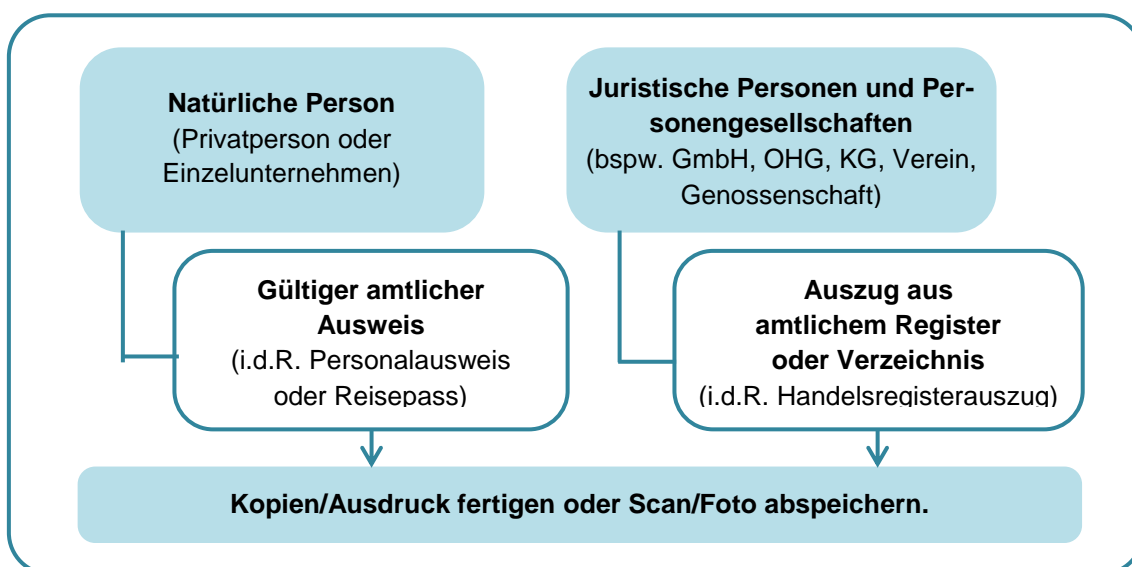 Natürliche Person
(Privatperson oder
Einzelunternehmen)
Juristische Personen und Per-
sonengesellschaften
(bspw. GmbH, OHG, KG, Verein,
Genossenschaft)
Gültiger amtlicher
Ausweis
(i.d.R. Personalausweis
oder Reisepass)
Auszug aus
amtlichem Register
oder Verzeichnis
(i.d.R. Handelsregisterauszug)
Kopien/Ausdruck fertigen oder Scan/Foto abspeichern.